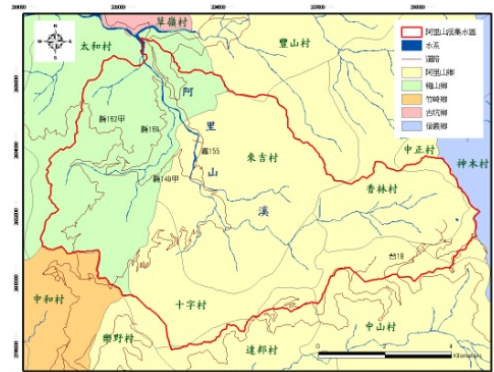 草嶺村
太和村
豐山村
阿里山溪集水區
水系
道路
阿里山鄉
梅山鄉
竹崎鄉
古坑鄉
信義鄉
縣162甲
縣169
嘉155
縣149甲
阿
里
山
溪
來吉村
中正村
神木村
香林村
台18
十字村
中和村
樂野村
達邦村
中山村
0 2 4
Kilometers